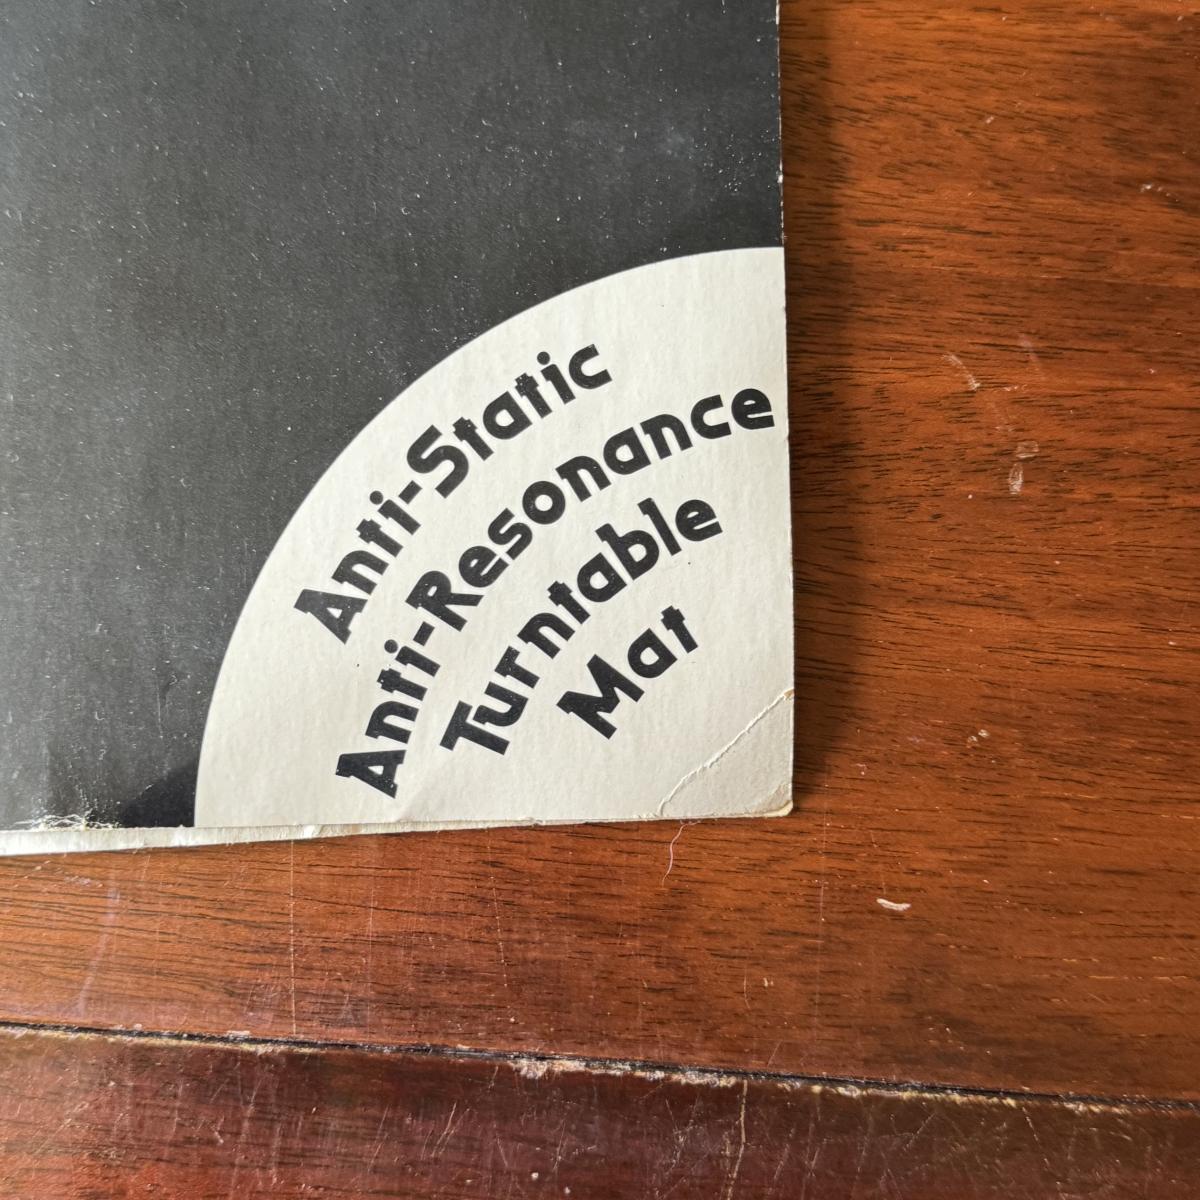 Anti-Static
Anti-Resonance
Turntable
Mat